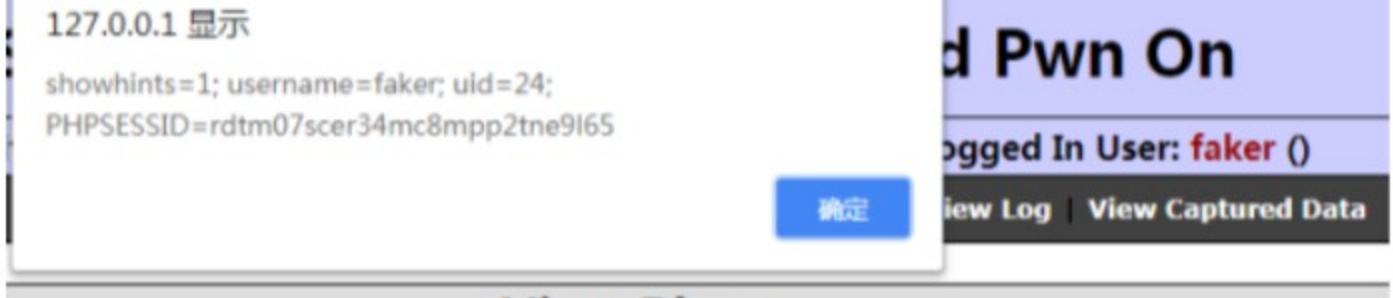 127.0.0.1 显示
d Pwn On
showhints=1; username=faker; uid=24;
PHPSESSID=rdtm07scer34mc8mpp2tne9l65
ogged In User: faker ()
确定
iew Log | View Captured Data